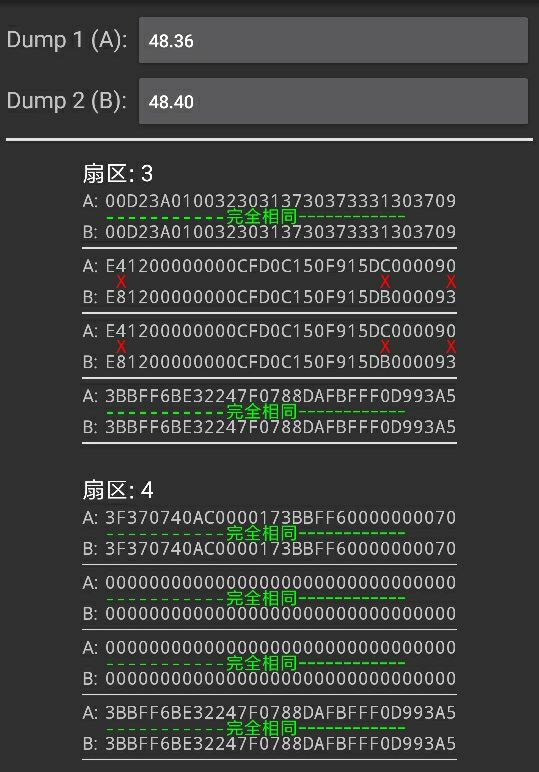 Dump 1 (A): 48.36
Dump 2 (B): 48.40
扇区: 3
A: 00D23A01003230313730373331303709
-----------完全相同------------
B: 00D23A01003230313730373331303709
A: E41200000000CFD0C150F915DC000090
X X X
B: E81200000000CFD0C150F915DB000093
A: E41200000000CFD0C150F915DC000090
X X X
B: E81200000000CFD0C150F915DB000093
A: 3BBFF6BE32247F0788DAFBFFF0D993A5
-----------完全相同------------
B: 3BBFF6BE32247F0788DAFBFFF0D993A5
扇区: 4
A: 3F370740AC0000173BBFF60000000070
-----------完全相同------------
B: 3F370740AC0000173BBFF60000000070
A: 00000000000000000000000000000000
-----------完全相同------------
B: 00000000000000000000000000000000
A: 00000000000000000000000000000000
-----------完全相同------------
B: 00000000000000000000000000000000
A: 3BBFF6BE32247F0788DAFBFFF0D993A5
-----------完全相同------------
B: 3BBFF6BE32247F0788DAFBFFF0D993A5